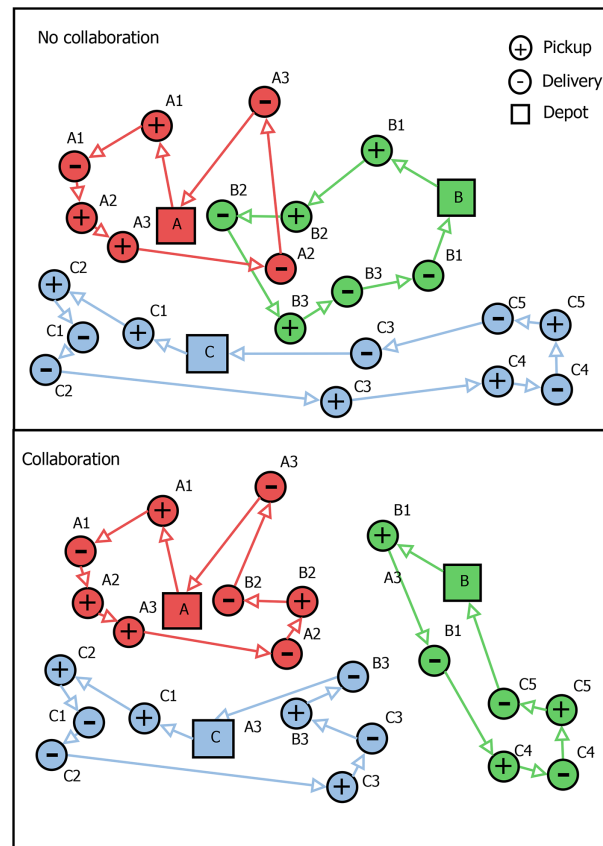 No collaboration
+ Pickup
- Delivery
Depot
A3
A1
+
-
A1
-
+
B1
+
A2
+
A3
+
A
B2
-
+
B2
B
A2
-
B1
-
C2
+
B3
-
B3
+
C1
-
C1
+
C
C3
-
C5
-
C5
+
C2
-
C3
+
C4
+
C4
-
Collaboration
A3
-
A1
+
A1
-
B1
+
A2
+
A3
+
A
B2
-
B2
+
A3
B
A2
-
B1
-
C2
+
B3
-
C1
-
C1
+
C
A3
B3
+
C3
-
C5
-
C5
+
C2
-
C3
+
C4
+
C4
-